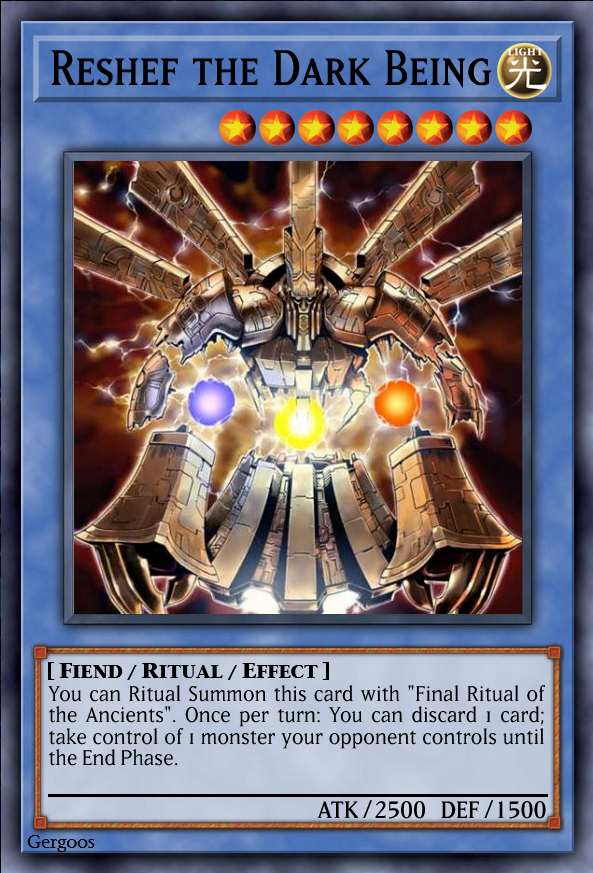 Reshef the Dark Being
LIGHT
光
[ Fiend / Ritual / Effect ]
You can Ritual Summon this card with "Final Ritual of
the Ancients". Once per turn: You can discard 1 card;
take control of 1 monster your opponent controls until
the End Phase.
ATK / 2500 DEF / 1500
Gergoos